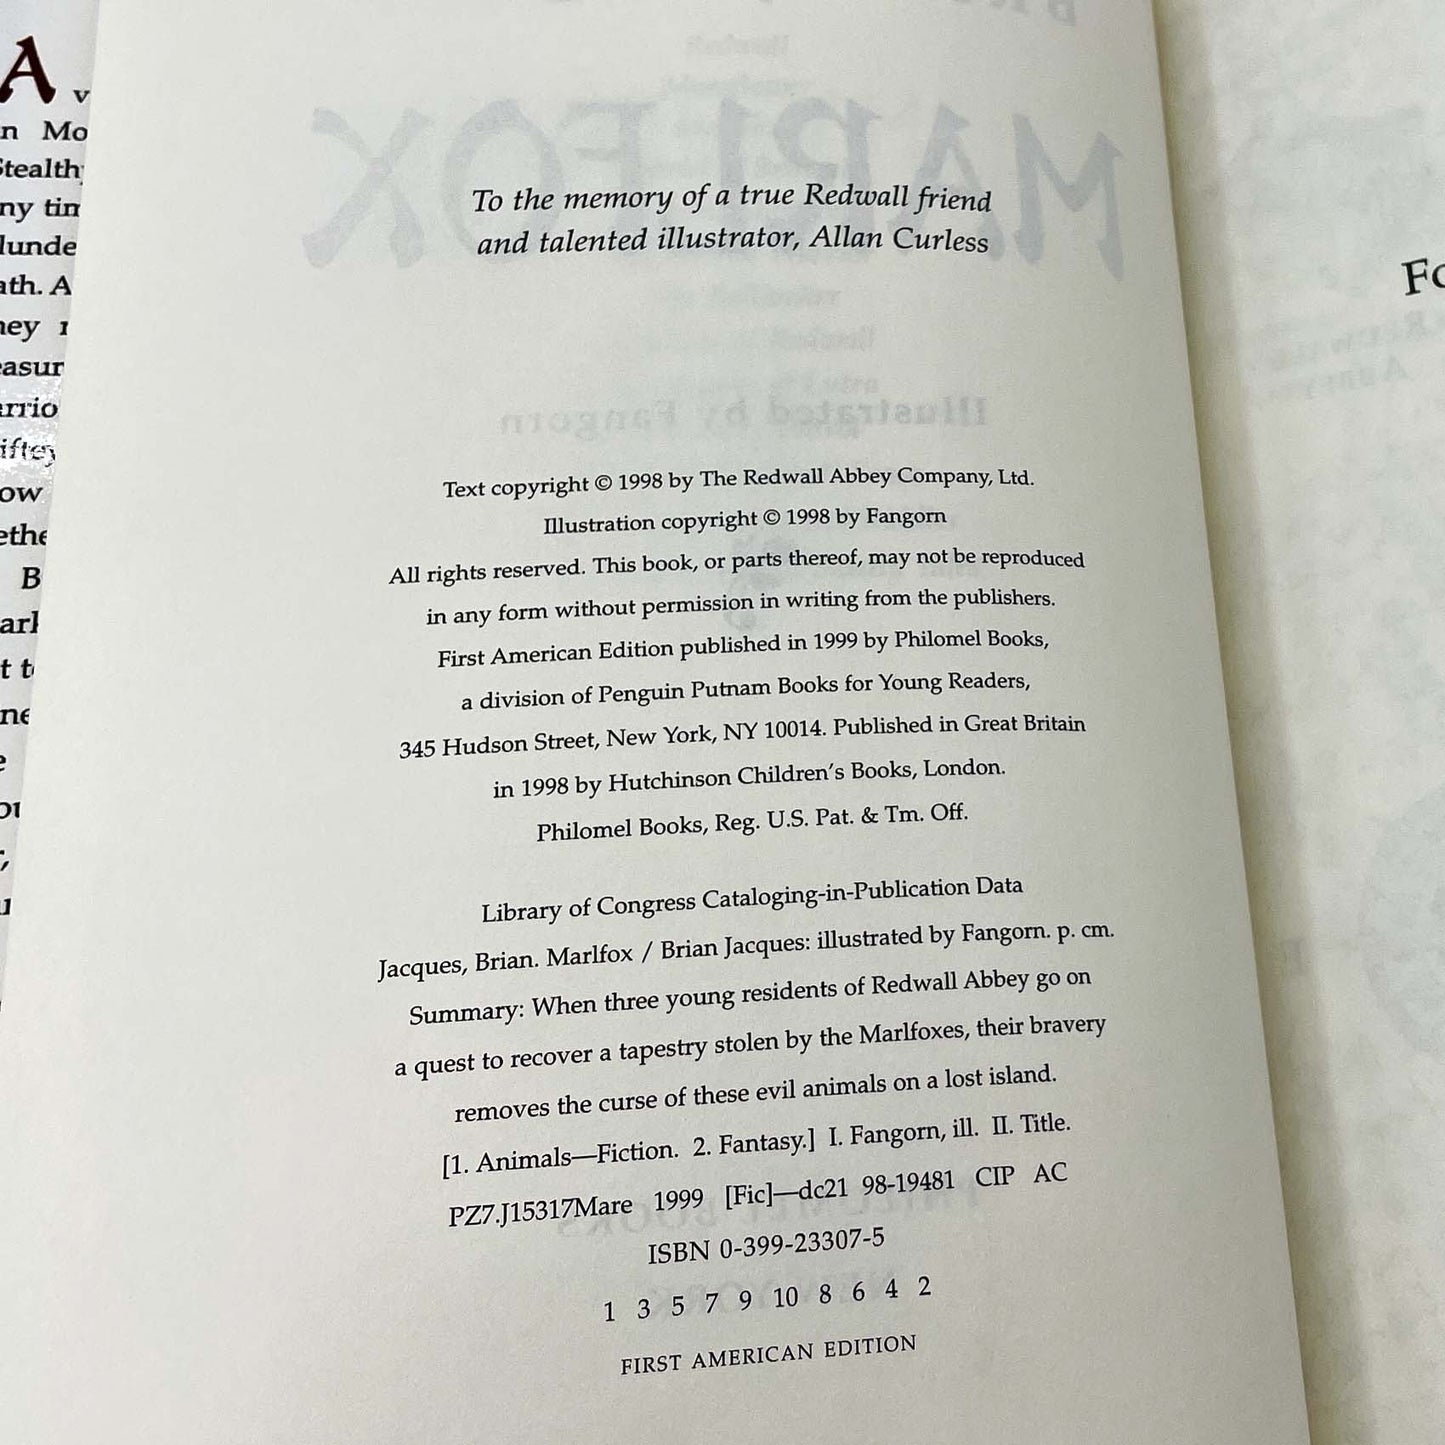 A
To the memory of a true Redwall friend
and talented illustrator, Allan Curless
Text copyright © 1998 by The Redwall Abbey Company, Ltd.
Illustration copyright © 1998 by Fangorn
All rights reserved. This book, or parts thereof, may not be reproduced
in any form without permission in writing from the publishers.
First American Edition published in 1999 by Philomel Books,
a division of Penguin Putnam Books for Young Readers,
345 Hudson Street, New York, NY 10014. Published in Great Britain
in 1998 by Hutchinson Children's Books, London.
Philomel Books, Reg. U.S. Pat. & Tm. Off.
Library of Congress Cataloging-in-Publication Data
Jacques, Brian. Marlfox / Brian Jacques: illustrated by Fangorn. p. cm.
Summary: When three young residents of Redwall Abbey go on
a quest to recover a tapestry stolen by the Marlfoxes, their bravery
removes the curse of these evil animals on a lost island.
[1. Animals—Fiction. 2. Fantasy.] I. Fangorn, ill. II. Title.
PZ7.J15317Mare 1999 [Fic]—dc21 98-19481 CIP AC
ISBN 0-399-23307-5
1 3 5 7 9 10 8 6 4 2
FIRST AMERICAN EDITION